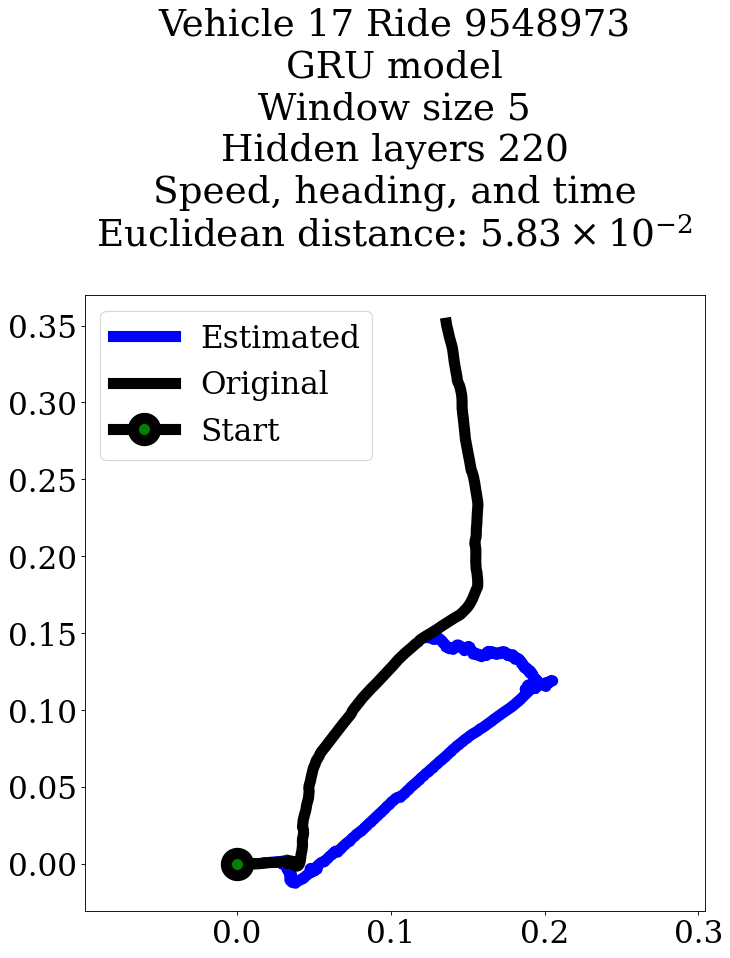 Vehicle 17 Ride 9548973
GRU model
Window size 5
Hidden layers 220
Speed, heading, and time
Euclidean distance: 5.83 × 10⁻²
Estimated
Original
Start
0.35
0.30
0.25
0.20
0.15
0.10
0.05
0.00
0.0 0.1 0.2 0.3